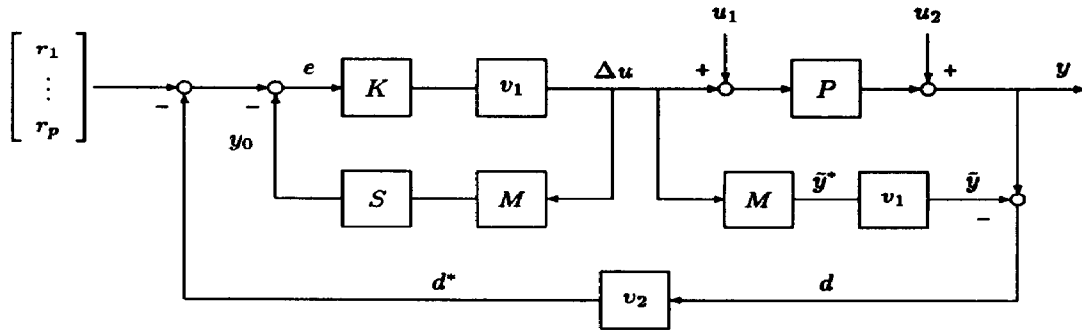 u₁
u₂
r₁
⋮
r_p
e
K
v₁
Δu
+
P
+
y
−
−
y₀
S
M
M
ỹ*
v₁
ỹ
−
d*
v₂
d